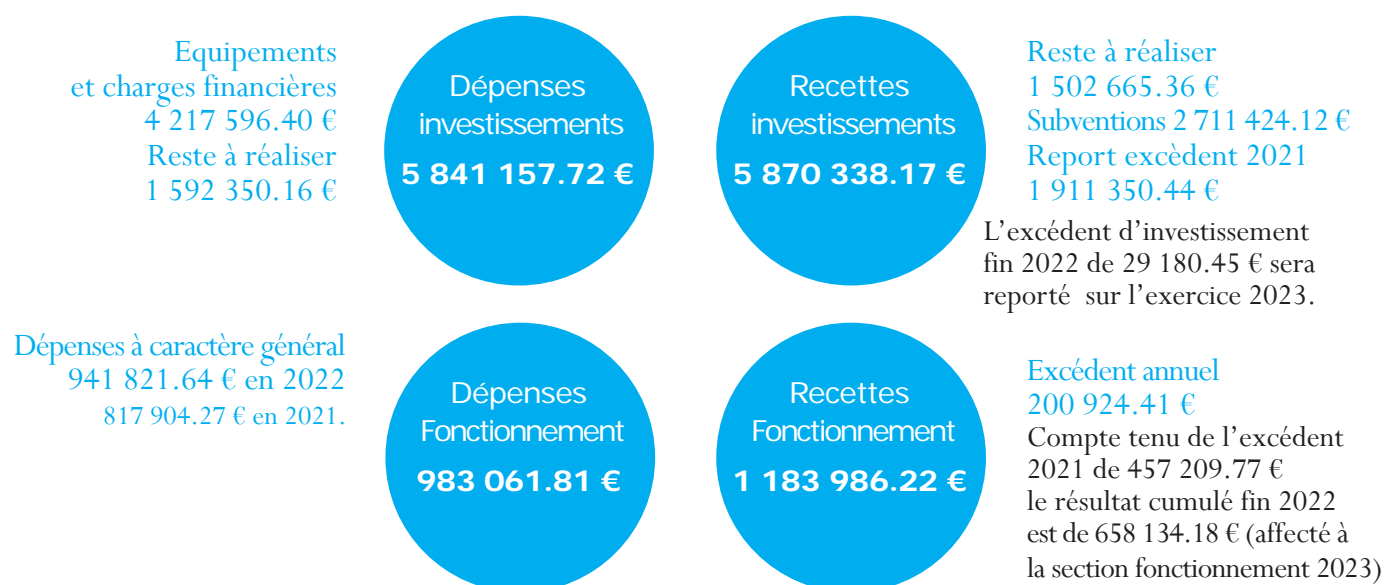 Equipements
et charges financières
4 217 596.40 €
Reste à réaliser
1 592 350.16 €
Dépenses
investissements
5 841 157.72 €
Recettes
investissements
5 870 338.17 €
Reste à réaliser
1 502 665.36 €
Subventions 2 711 424.12 €
Report excèdent 2021
1 911 350.44 €
L’excédent d’investissement
fin 2022 de 29 180.45 € sera
reporté sur l’exercice 2023.
Dépenses à caractère général
941 821.64 € en 2022
817 904.27 € en 2021.
Dépenses
Fonctionnement
983 061.81 €
Recettes
Fonctionnement
1 183 986.22 €
Excédent annuel
200 924.41 €
Compte tenu de l’excédent
2021 de 457 209.77 €
le résultat cumulé fin 2022
est de 658 134.18 € (affecté à
la section fonctionnement 2023)